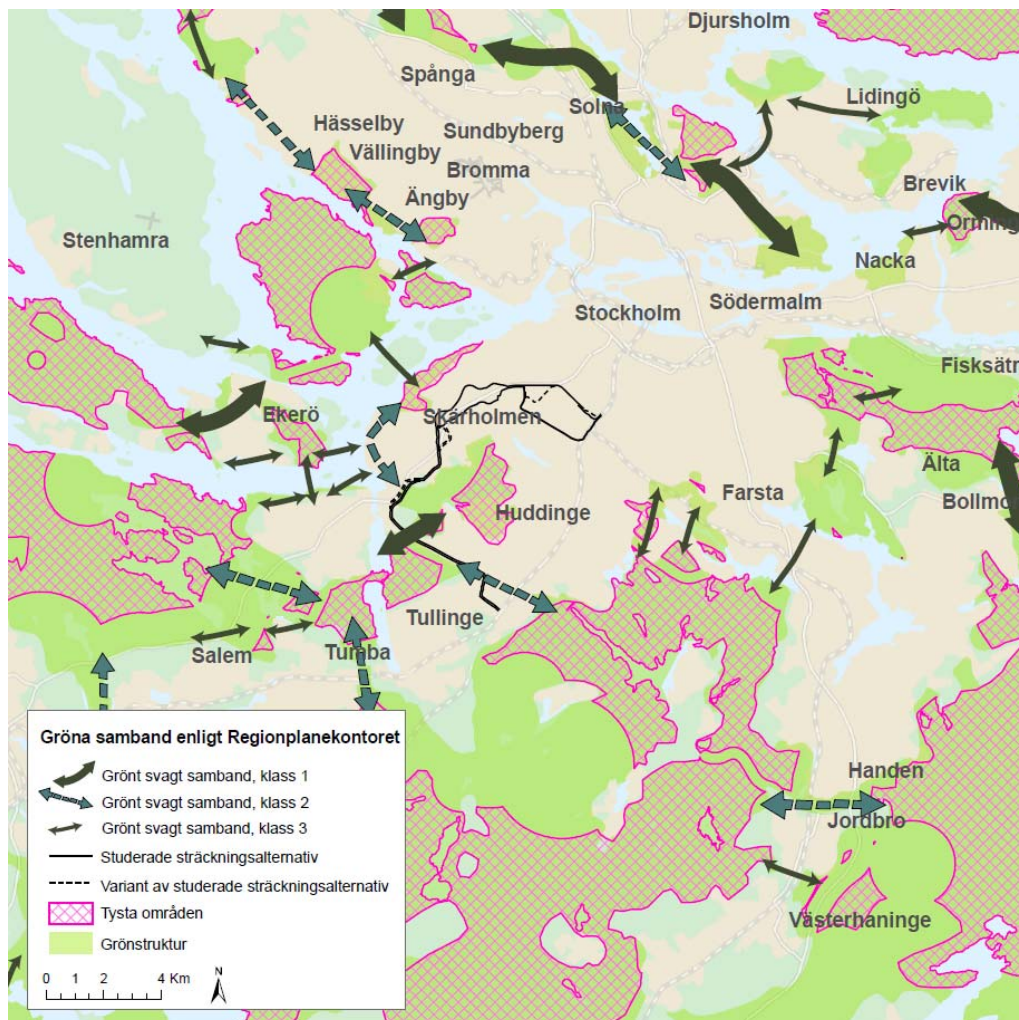 Djursholm
Spånga
Solna
Lidingö
Hässelby
Sundbyberg
Vällingby
Bromma
Ängby
Brevik
Stenhamra
Orming
Nacka
Södermalm
Stockholm
Fisksätr
Ekerö
Skärholmen
Älta
Farsta
Bollmo
Huddinge
Tullinge
Salem
Tumba
Handen
Jordbro
Västerhaninge
Gröna samband enligt Regionplanekontoret
Grönt svagt samband, klass 1
Grönt svagt samband, klass 2
Grönt svagt samband, klass 3
Studerade sträckningsalternativ
Variant av studerade sträckningsalternativ
Tysta områden
Grönstruktur
0 1 2 4 Km
N